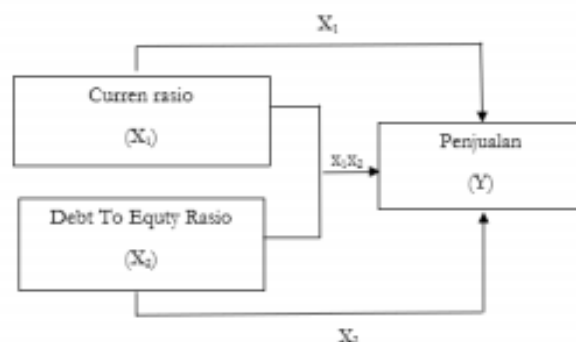 X₁
Curren rasio
(X₁)
X₁X₂
Penjualan
(Y)
Debt To Equty Rasio
(X₂)
X₂